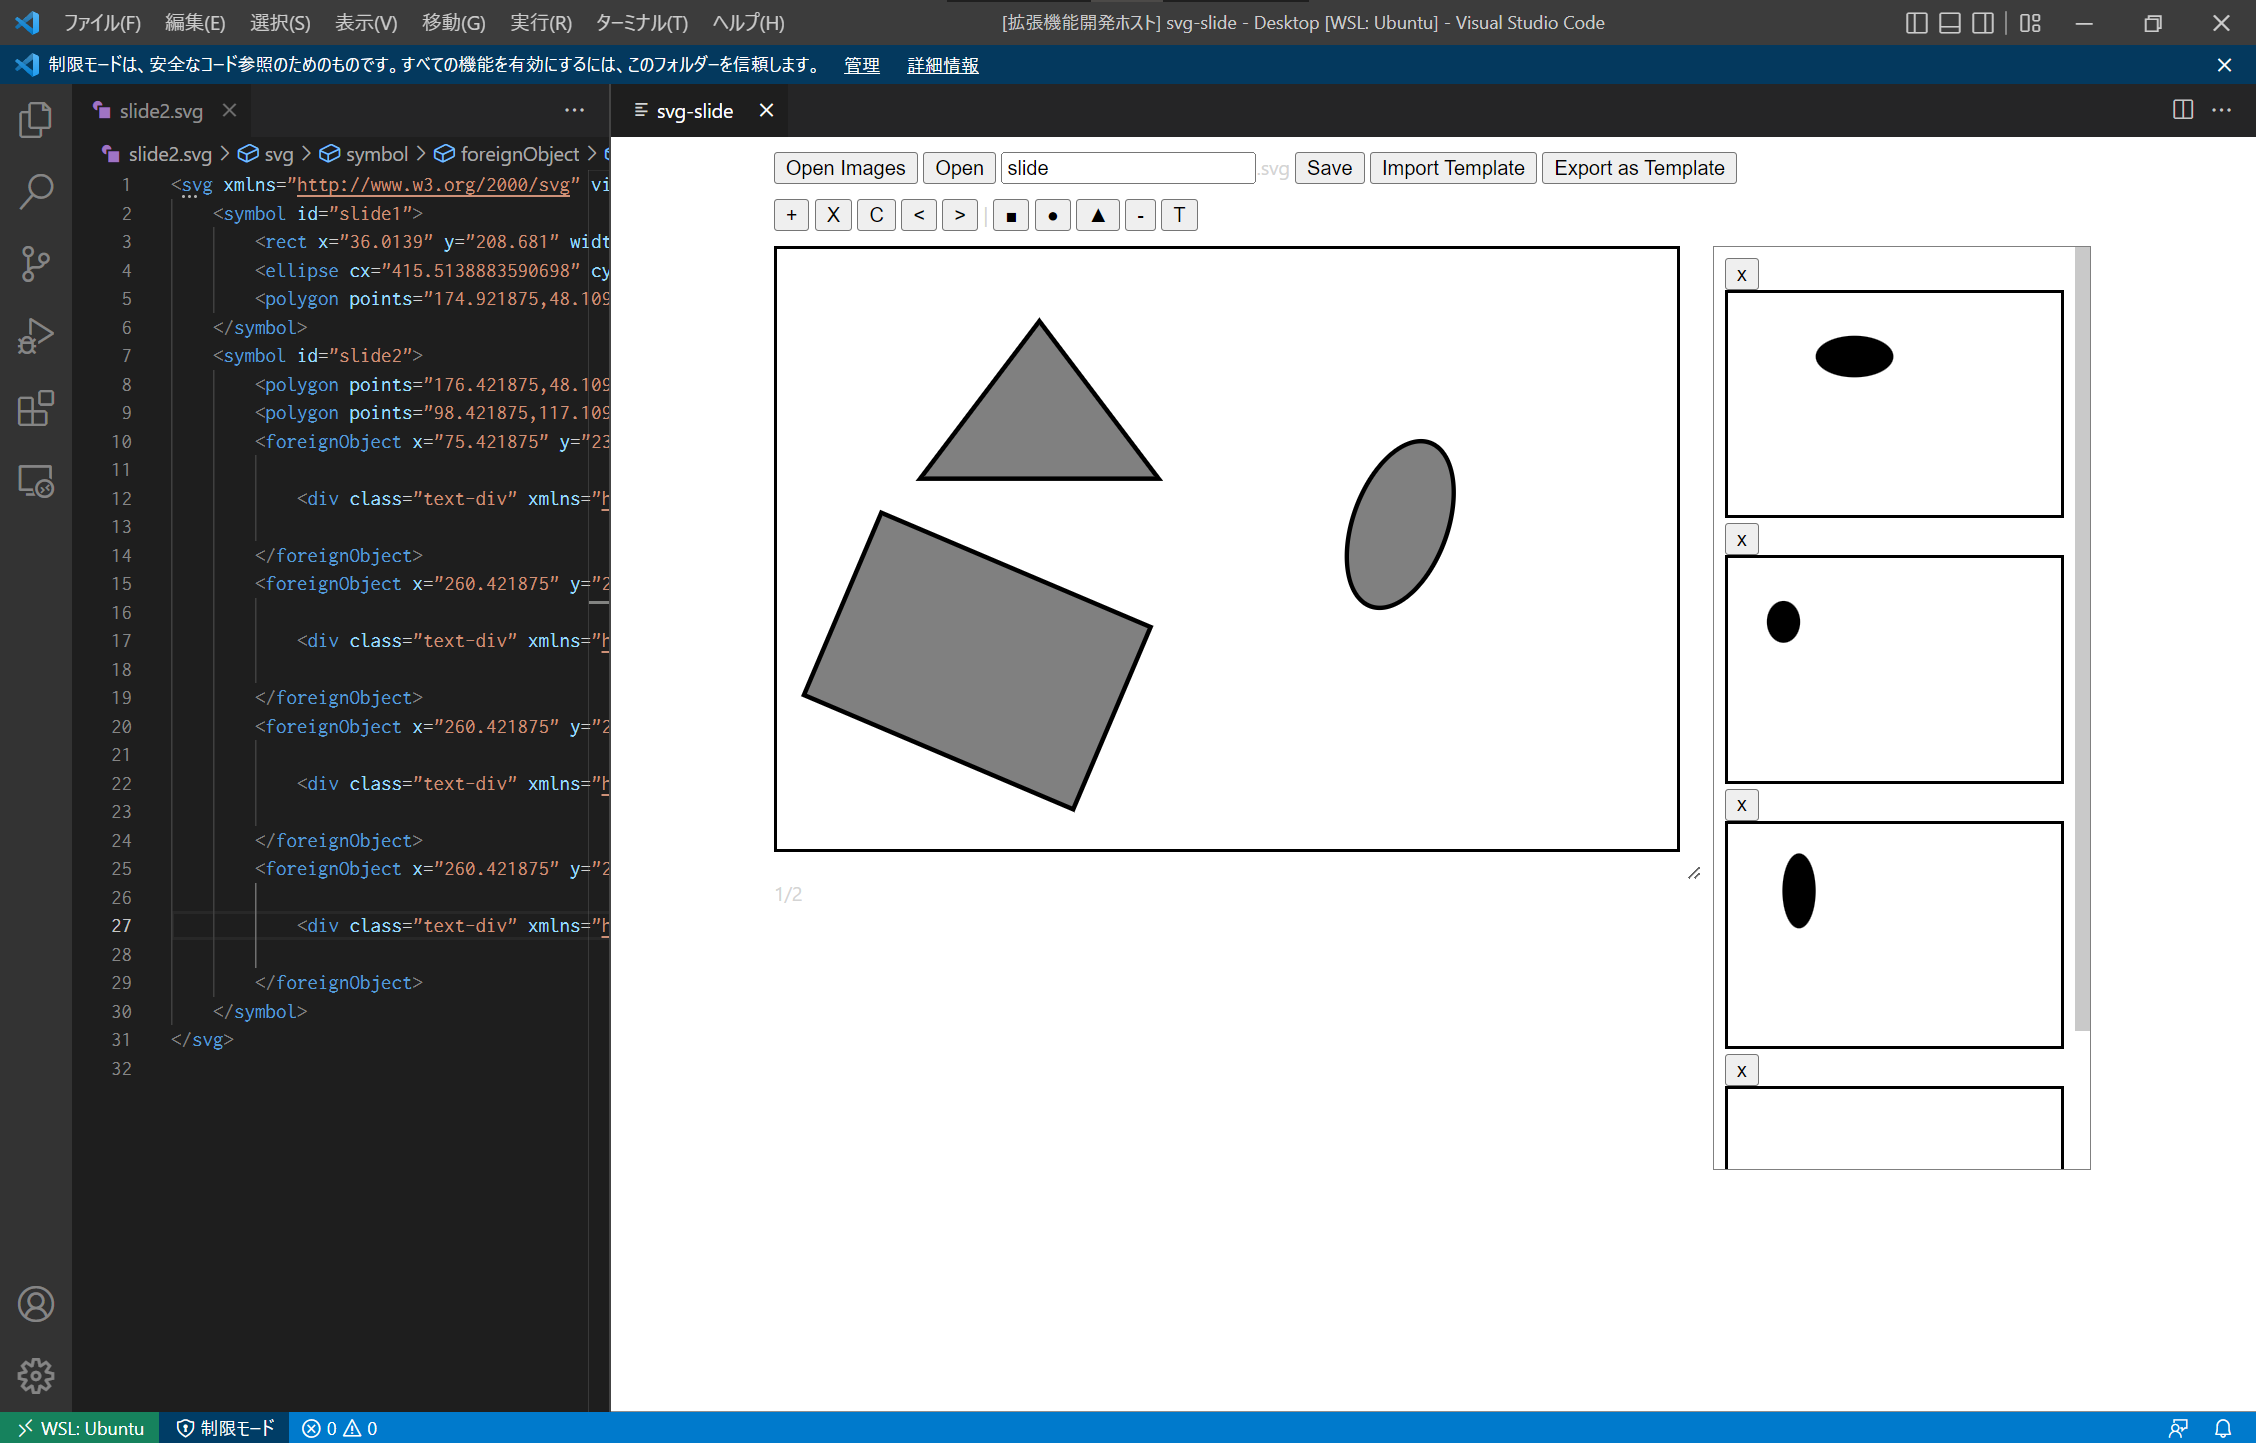 ファイル(F) 編集(E) 選択(S) 表示(V) 移動(G) 実行(R) ターミナル(T) ヘルプ(H) [拡張機能開発ホスト] svg-slide - Desktop [WSL: Ubuntu] - Visual Studio Code
制限モードは、安全なコード参照のためのものです。すべての機能を有効にするには、このフォルダーを信頼します。 管理 詳細情報
slide2.svg
slide2.svg > svg > symbol > foreignObject >
1 <svg xmlns="http://www.w3.org/2000/svg" vi
2 <symbol id="slide1">
3 <rect x="36.0139" y="208.681" widt
4 <ellipse cx="415.5138883590698" cy
5 <polygon points="174.921875,48.109
6 </symbol>
7 <symbol id="slide2">
8 <polygon points="176.421875,48.109
9 <polygon points="98.421875,117.109
10 <foreignObject x="75.421875" y="23
11
12 <div class="text-div" xmlns="h
13
14 </foreignObject>
15 <foreignObject x="260.421875" y="2
16
17 <div class="text-div" xmlns="h
18
19 </foreignObject>
20 <foreignObject x="260.421875" y="2
21
22 <div class="text-div" xmlns="h
23
24 </foreignObject>
25 <foreignObject x="260.421875" y="2
26
27 <div class="text-div" xmlns="h
28
29 </foreignObject>
30 </symbol>
31 </svg>
32
svg-slide
Open Images Open slide .svg Save Import Template Export as Template
+ X C < > | ■ ● ▲ - T
x
x
x
x
1/2
WSL: Ubuntu 制限モード 0 0